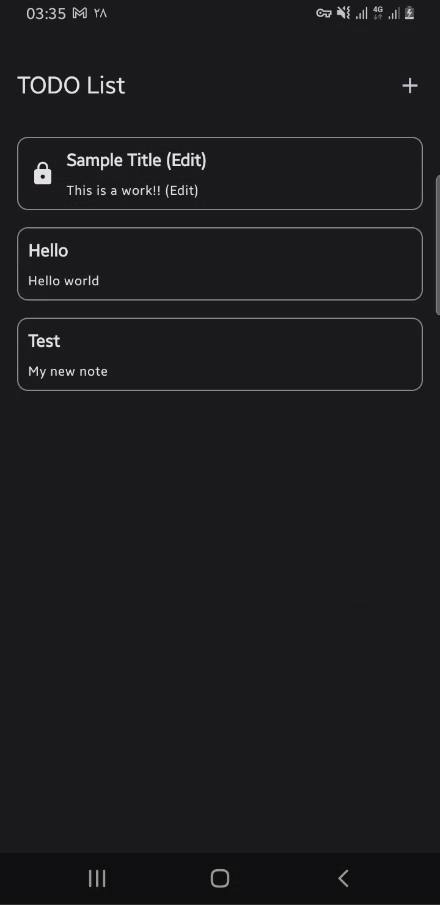 03:35 ۲۸ 4G
TODO List
Sample Title (Edit)
This is a work!! (Edit)
Hello
Hello world
Test
My new note